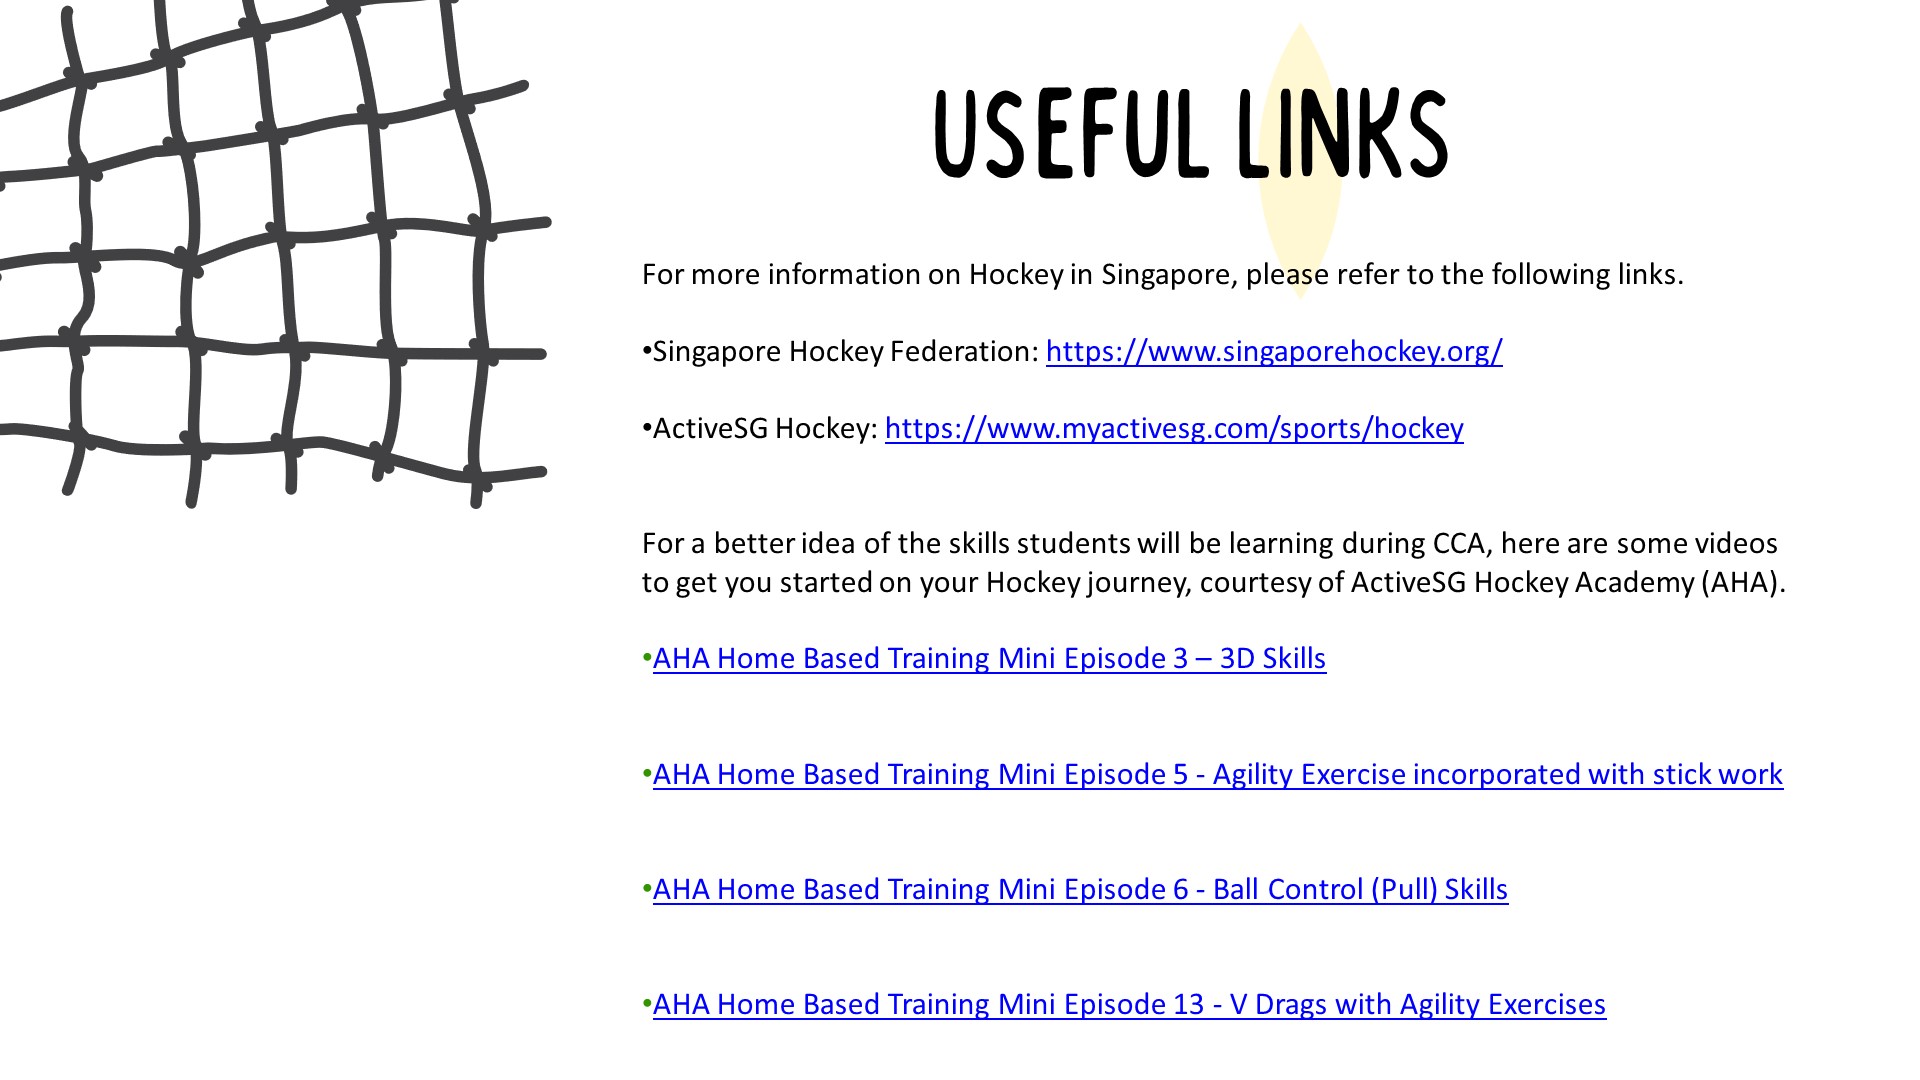 USEFUL LINKS
For more information on Hockey in Singapore, please refer to the following links.
•Singapore Hockey Federation: https://www.singaporehockey.org/
•ActiveSG Hockey: https://www.myactivesg.com/sports/hockey
For a better idea of the skills students will be learning during CCA, here are some videos
to get you started on your Hockey journey, courtesy of ActiveSG Hockey Academy (AHA).
•AHA Home Based Training Mini Episode 3 – 3D Skills
•AHA Home Based Training Mini Episode 5 - Agility Exercise incorporated with stick work
•AHA Home Based Training Mini Episode 6 - Ball Control (Pull) Skills
•AHA Home Based Training Mini Episode 13 - V Drags with Agility Exercises